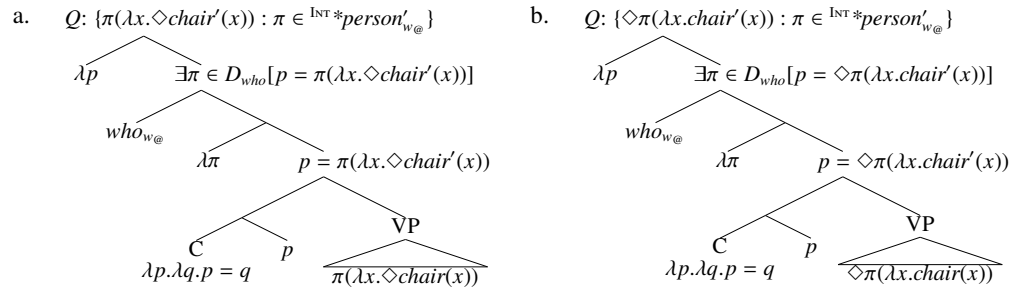 a. Q: {π(λx.◇chair′(x)) : π ∈ ᴵᴺᵀ*person′w@}
λp ∃π ∈ Dwho[p = π(λx.◇chair′(x))]
whow@
λπ p = π(λx.◇chair′(x))
C p VP
λp.λq.p = q π(λx.◇chair(x))
b. Q: {◇π(λx.chair′(x)) : π ∈ ᴵᴺᵀ*person′w@}
λp ∃π ∈ Dwho[p = ◇π(λx.chair′(x))]
whow@
λπ p = ◇π(λx.chair′(x))
C p VP
λp.λq.p = q ◇π(λx.chair(x))